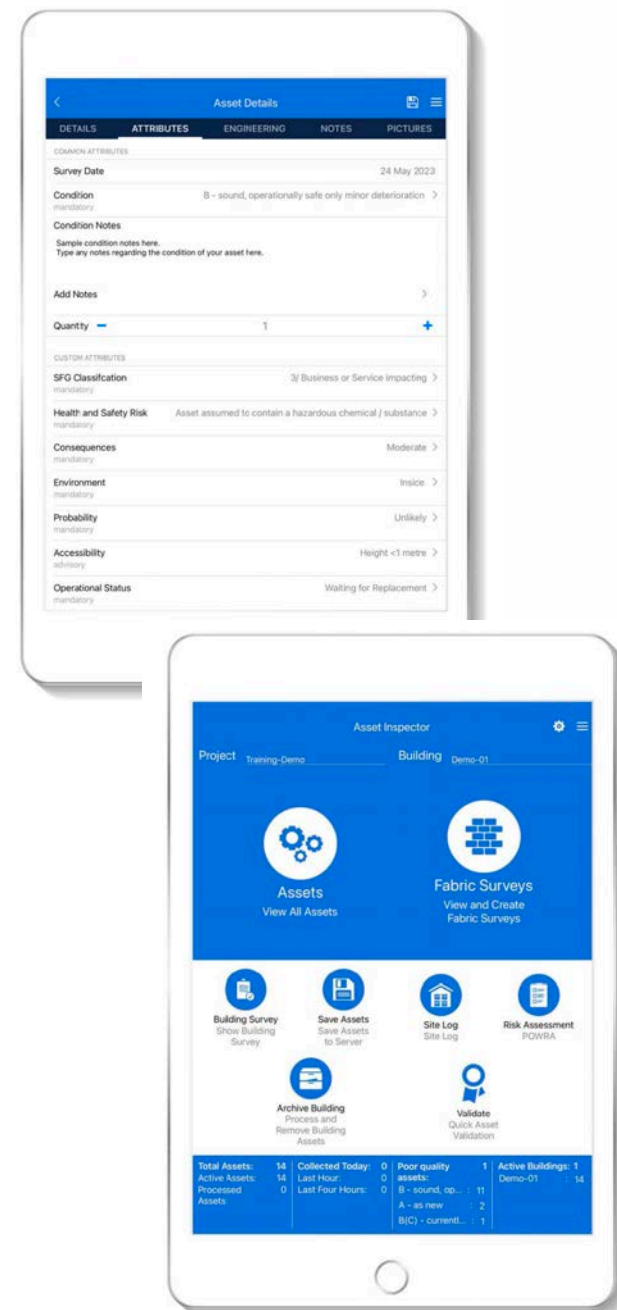 Asset Details
DETAILS ATTRIBUTES ENGINEERING NOTES PICTURES
COMMON ATTRIBUTES
Survey Date 24 May 2023
Condition B - sound, operationally safe only minor deterioration
mandatory
Condition Notes
Sample condition notes here.
Type any notes regarding the condition of your asset here.
Add Notes
Quantity 1
CUSTOM ATTRIBUTES
SFG Classifcation 3/ Business or Service impacting
mandatory
Health and Safety Risk Asset assumed to contain a hazardous chemical / substance
mandatory
Consequences Moderate
mandatory
Environment Insice
mandatory
Probability Unlikely
mandatory
Accessibility Height <1 metre
advisory
Operational Status Waiting for Replacement
mandatory
Asset Inspector
Project Training-Demo Building Demo-01
Assets
View All Assets
Fabric Surveys
View and Create
Fabric Surveys
Building Survey
Show Building
Survey
Save Assets
Save Assets
to Server
Site Log
Site Log
Risk Assessment
POWRA
Archive Building
Process and
Remove Building
Assets
Validate
Quick Asset
Validation
Total Assets: 14
Active Assets: 14
Processed 0
Assets
Collected Today: 0
Last Hour: 0
Last Four Hours: 0
Poor quality 1
assets:
B - sound, op... : 11
A - as new : 2
B(C) - currentl... : 1
Active Buildings: 1
Demo-01 : 14